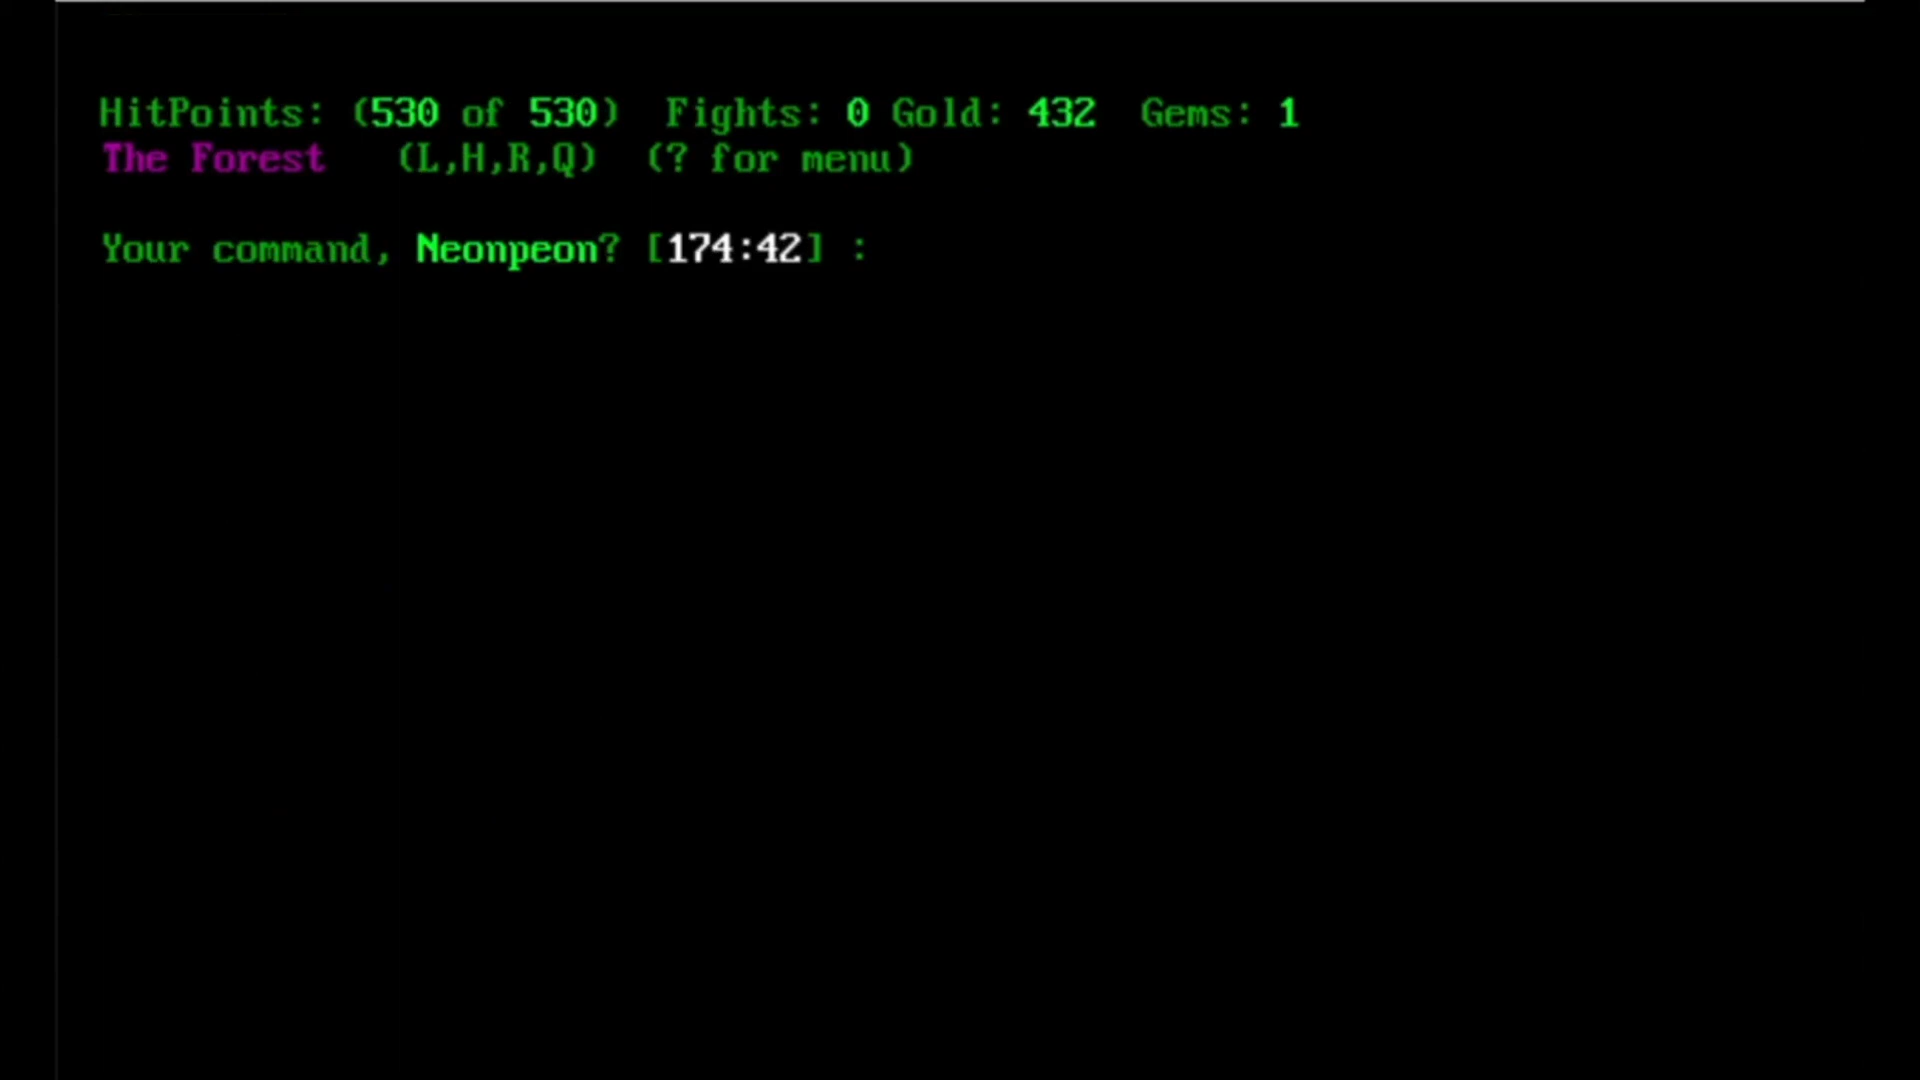 HitPoints: (530 of 530)  Fights: 0 Gold: 432  Gems: 1
The Forest   (L,H,R,Q)  (? for menu)
Your command, Neonpeon? [174:42] :